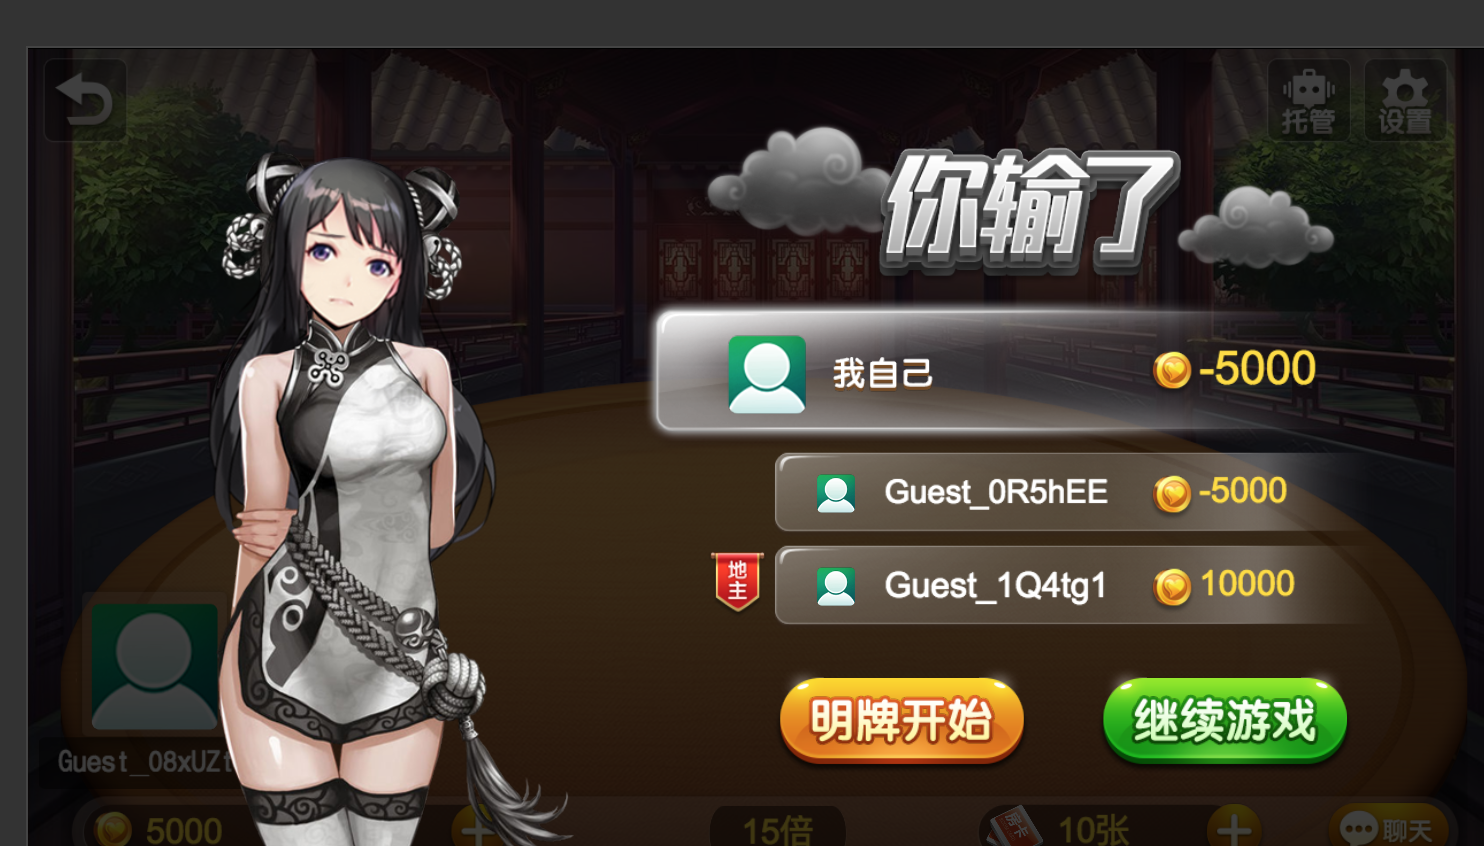 托管
设置
你输了
我自己
-5000
Guest_0R5hEE
-5000
地主
Guest_1Q4tg1
10000
明牌开始
继续游戏
Guest_08xUZt
5000
15倍
10张
聊天